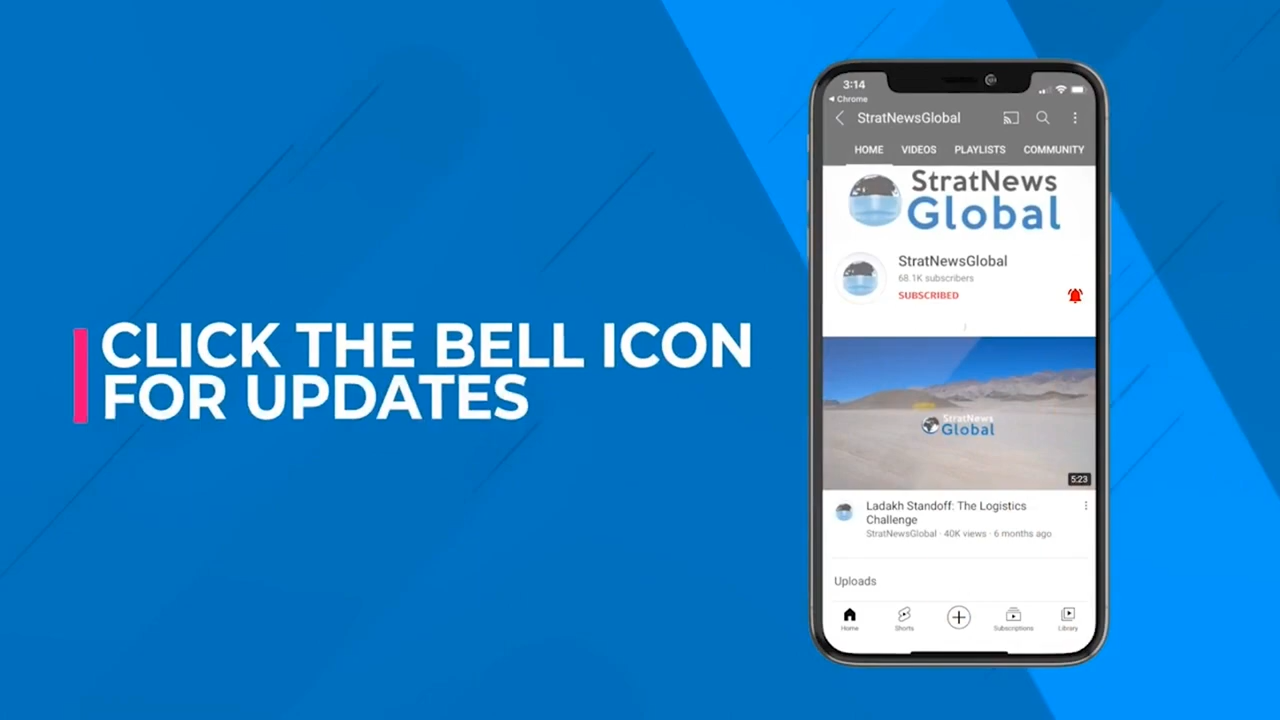 CLICK THE BELL ICON
FOR UPDATES
3:14
Chrome
StratNewsGlobal
HOME VIDEOS PLAYLISTS COMMUNITY
StratNews
Global
StratNewsGlobal
68.1K subscribers
SUBSCRIBED
StratNews
Global
5:23
Ladakh Standoff: The Logistics
Challenge
StratNewsGlobal · 40K views · 6 months ago
Uploads
Home Shorts Subscriptions Library